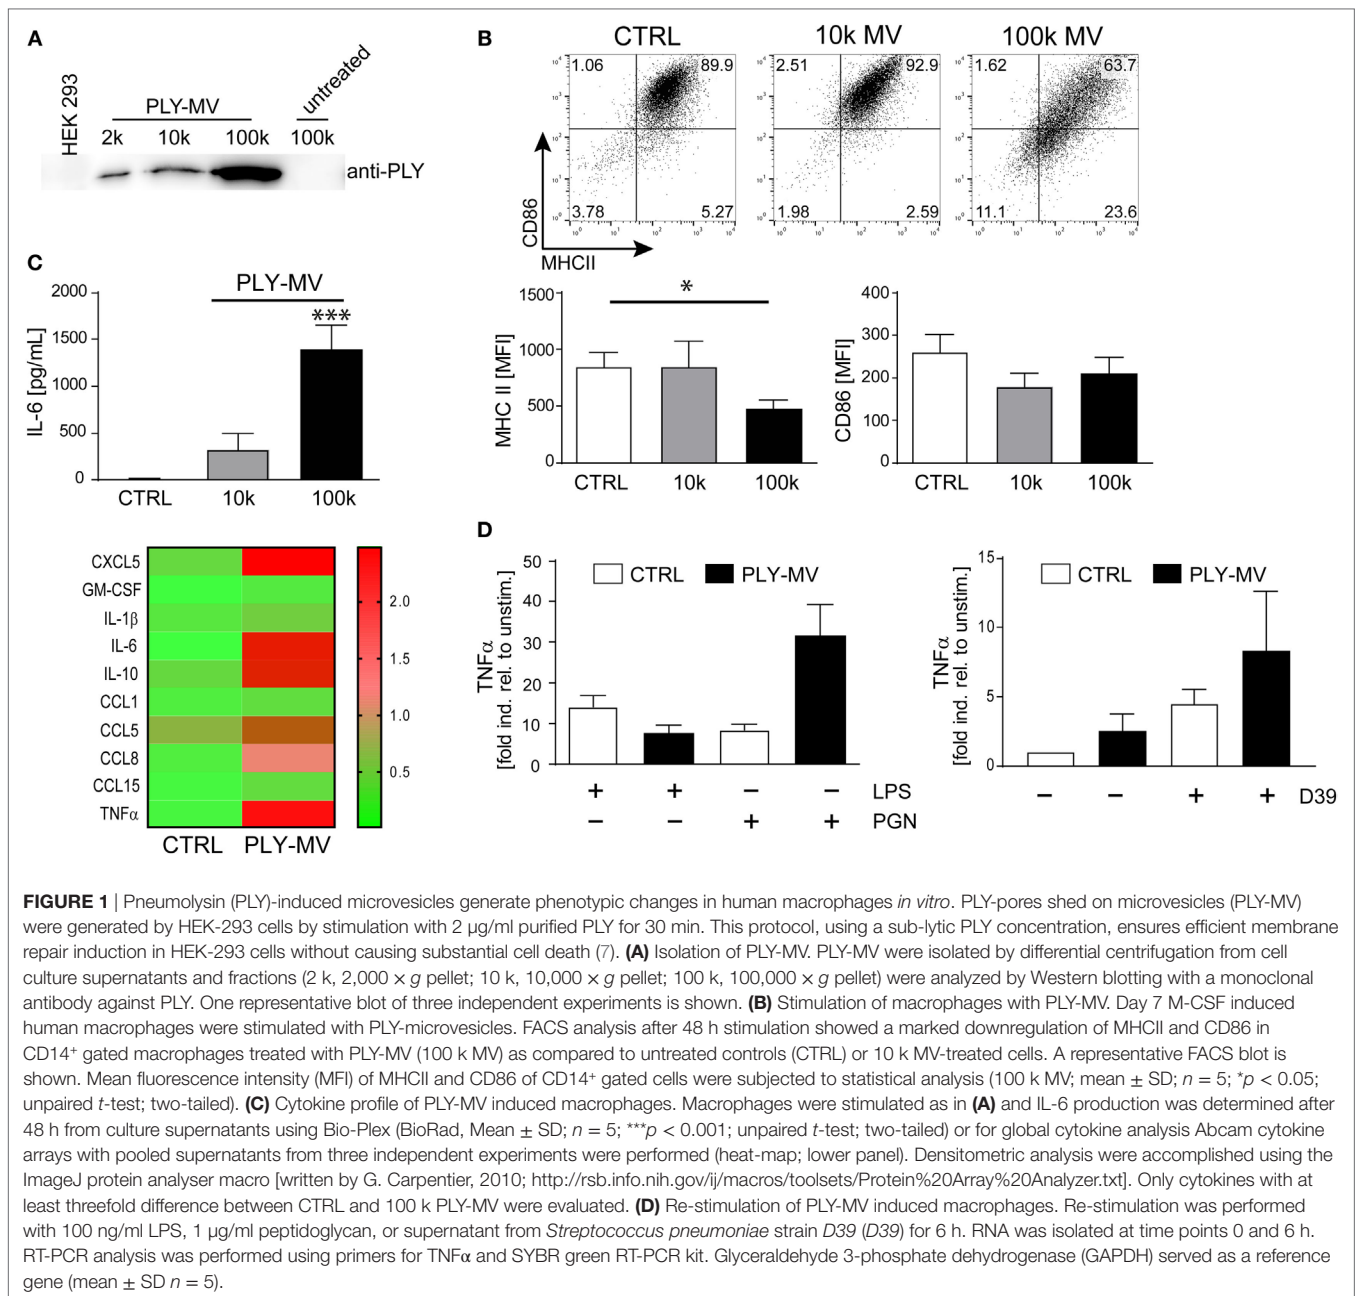 A
HEK 293
PLY-MV
untreated
2k 10k 100k 100k
anti-PLY
B
CTRL 10k MV 100k MV
1.06 89.9
3.78 5.27
2.51 92.9
1.98 2.59
1.62 63.7
11.1 23.6
CD86
MHCII
C
PLY-MV
***
IL-6 [pg/mL]
2000
1500
1000
500
0
CTRL 10k 100k
*
MHC II [MFI]
1500
1000
500
0
CTRL 10k 100k
CD86 [MFI]
400
300
200
100
0
CTRL 10k 100k
CXCL5
GM-CSF
IL-1β
IL-6
IL-10
CCL1
CCL5
CCL8
CCL15
TNFα
CTRL PLY-MV
2.0
1.5
1.0
0.5
D
CTRL PLY-MV
TNFα
[fold ind. rel. to unstim.]
50
40
30
20
10
0
+ + – – LPS
– – + + PGN
CTRL PLY-MV
TNFα
[fold ind. rel. to unstim.]
15
10
5
0
– – + + D39
FIGURE 1 | Pneumolysin (PLY)-induced microvesicles generate phenotypic changes in human macrophages in vitro. PLY-pores shed on microvesicles (PLY-MV)
were generated by HEK-293 cells by stimulation with 2 µg/ml purified PLY for 30 min. This protocol, using a sub-lytic PLY concentration, ensures efficient membrane
repair induction in HEK-293 cells without causing substantial cell death (7). (A) Isolation of PLY-MV. PLY-MV were isolated by differential centrifugation from cell
culture supernatants and fractions (2 k, 2,000 × g pellet; 10 k, 10,000 × g pellet; 100 k, 100,000 × g pellet) were analyzed by Western blotting with a monoclonal
antibody against PLY. One representative blot of three independent experiments is shown. (B) Stimulation of macrophages with PLY-MV. Day 7 M-CSF induced
human macrophages were stimulated with PLY-microvesicles. FACS analysis after 48 h stimulation showed a marked downregulation of MHCII and CD86 in
CD14⁺ gated macrophages treated with PLY-MV (100 k MV) as compared to untreated controls (CTRL) or 10 k MV-treated cells. A representative FACS blot is
shown. Mean fluorescence intensity (MFI) of MHCII and CD86 of CD14⁺ gated cells were subjected to statistical analysis (100 k MV; mean ± SD; n = 5; *p < 0.05;
unpaired t-test; two-tailed). (C) Cytokine profile of PLY-MV induced macrophages. Macrophages were stimulated as in (A) and IL-6 production was determined after
48 h from culture supernatants using Bio-Plex (BioRad, Mean ± SD; n = 5; ***p < 0.001; unpaired t-test; two-tailed) or for global cytokine analysis Abcam cytokine
arrays with pooled supernatants from three independent experiments were performed (heat-map; lower panel). Densitometric analysis were accomplished using the
ImageJ protein analyser macro [written by G. Carpentier, 2010; http://rsb.info.nih.gov/ij/macros/toolsets/Protein%20Array%20Analyzer.txt]. Only cytokines with at
least threefold difference between CTRL and 100 k PLY-MV were evaluated. (D) Re-stimulation of PLY-MV induced macrophages. Re-stimulation was performed
with 100 ng/ml LPS, 1 µg/ml peptidoglycan, or supernatant from Streptococcus pneumoniae strain D39 (D39) for 6 h. RNA was isolated at time points 0 and 6 h.
RT-PCR analysis was performed using primers for TNFα and SYBR green RT-PCR kit. Glyceraldehyde 3-phosphate dehydrogenase (GAPDH) served as a reference
gene (mean ± SD n = 5).